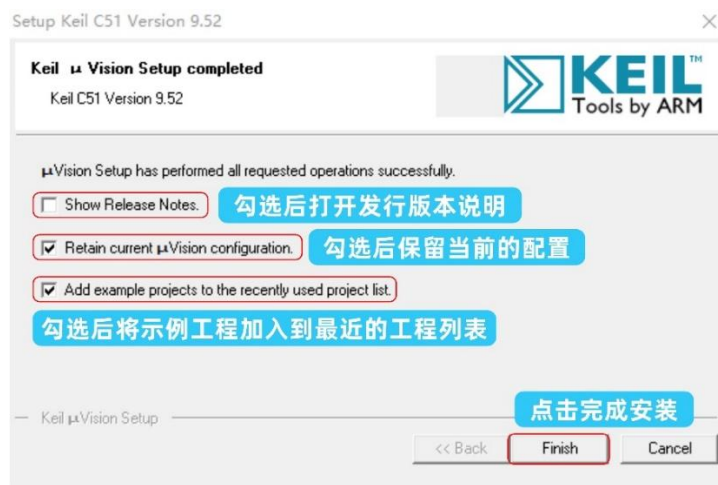 Setup Keil C51 Version 9.52
Keil μ Vision Setup completed
Keil C51 Version 9.52
KEIL™
Tools by ARM
μVision Setup has performed all requested operations successfully.
Show Release Notes. 勾选后打开发行版本说明
Retain current μVision configuration. 勾选后保留当前的配置
Add example projects to the recently used project list.
勾选后将示例工程加入到最近的工程列表
Keil μVision Setup
点击完成安装
<< Back Finish Cancel